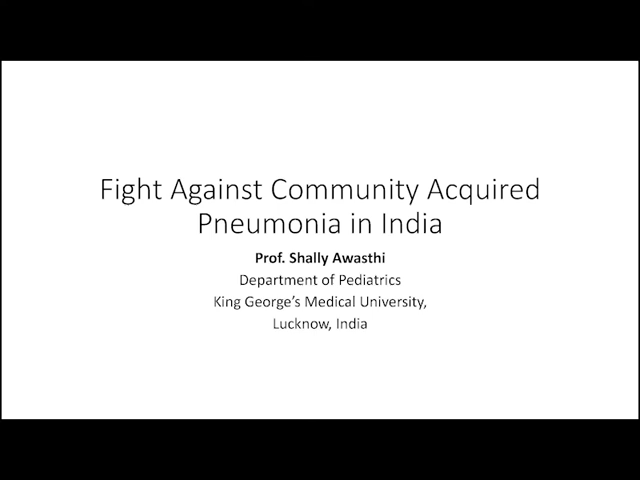 Fight Against Community Acquired
Pneumonia in India
Prof. Shally Awasthi
Department of Pediatrics
King George’s Medical University,
Lucknow, India